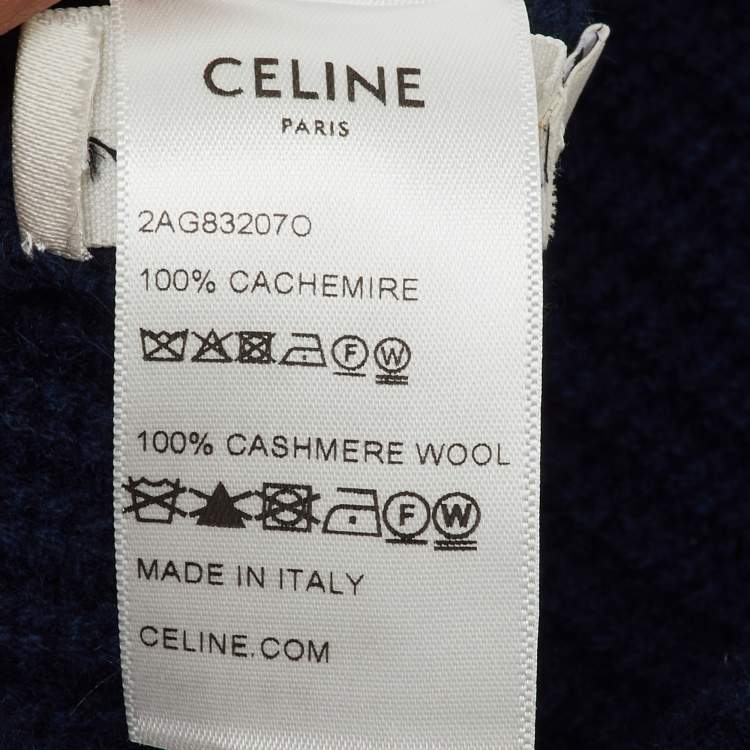 CELINE
PARIS
2AG83207O
100% CACHEMIRE
F W
100% CASHMERE WOOL
F W
MADE IN ITALY
CELINE.COM